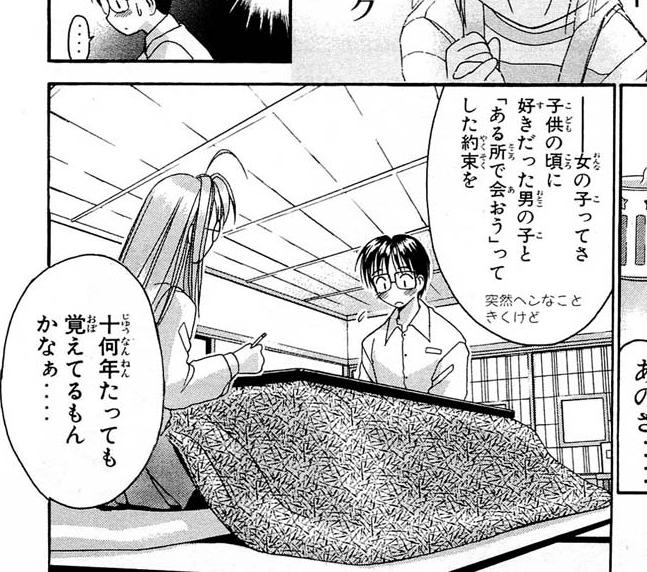 ク
・・・
あのさ・・・・
――女の子ってさ
子供の頃に
好きだった男の子と
「ある所で会おう」って
した約束を
突然ヘンなこと
きくけど
十何年たっても
覚えてるもん
かなぁ・・・・